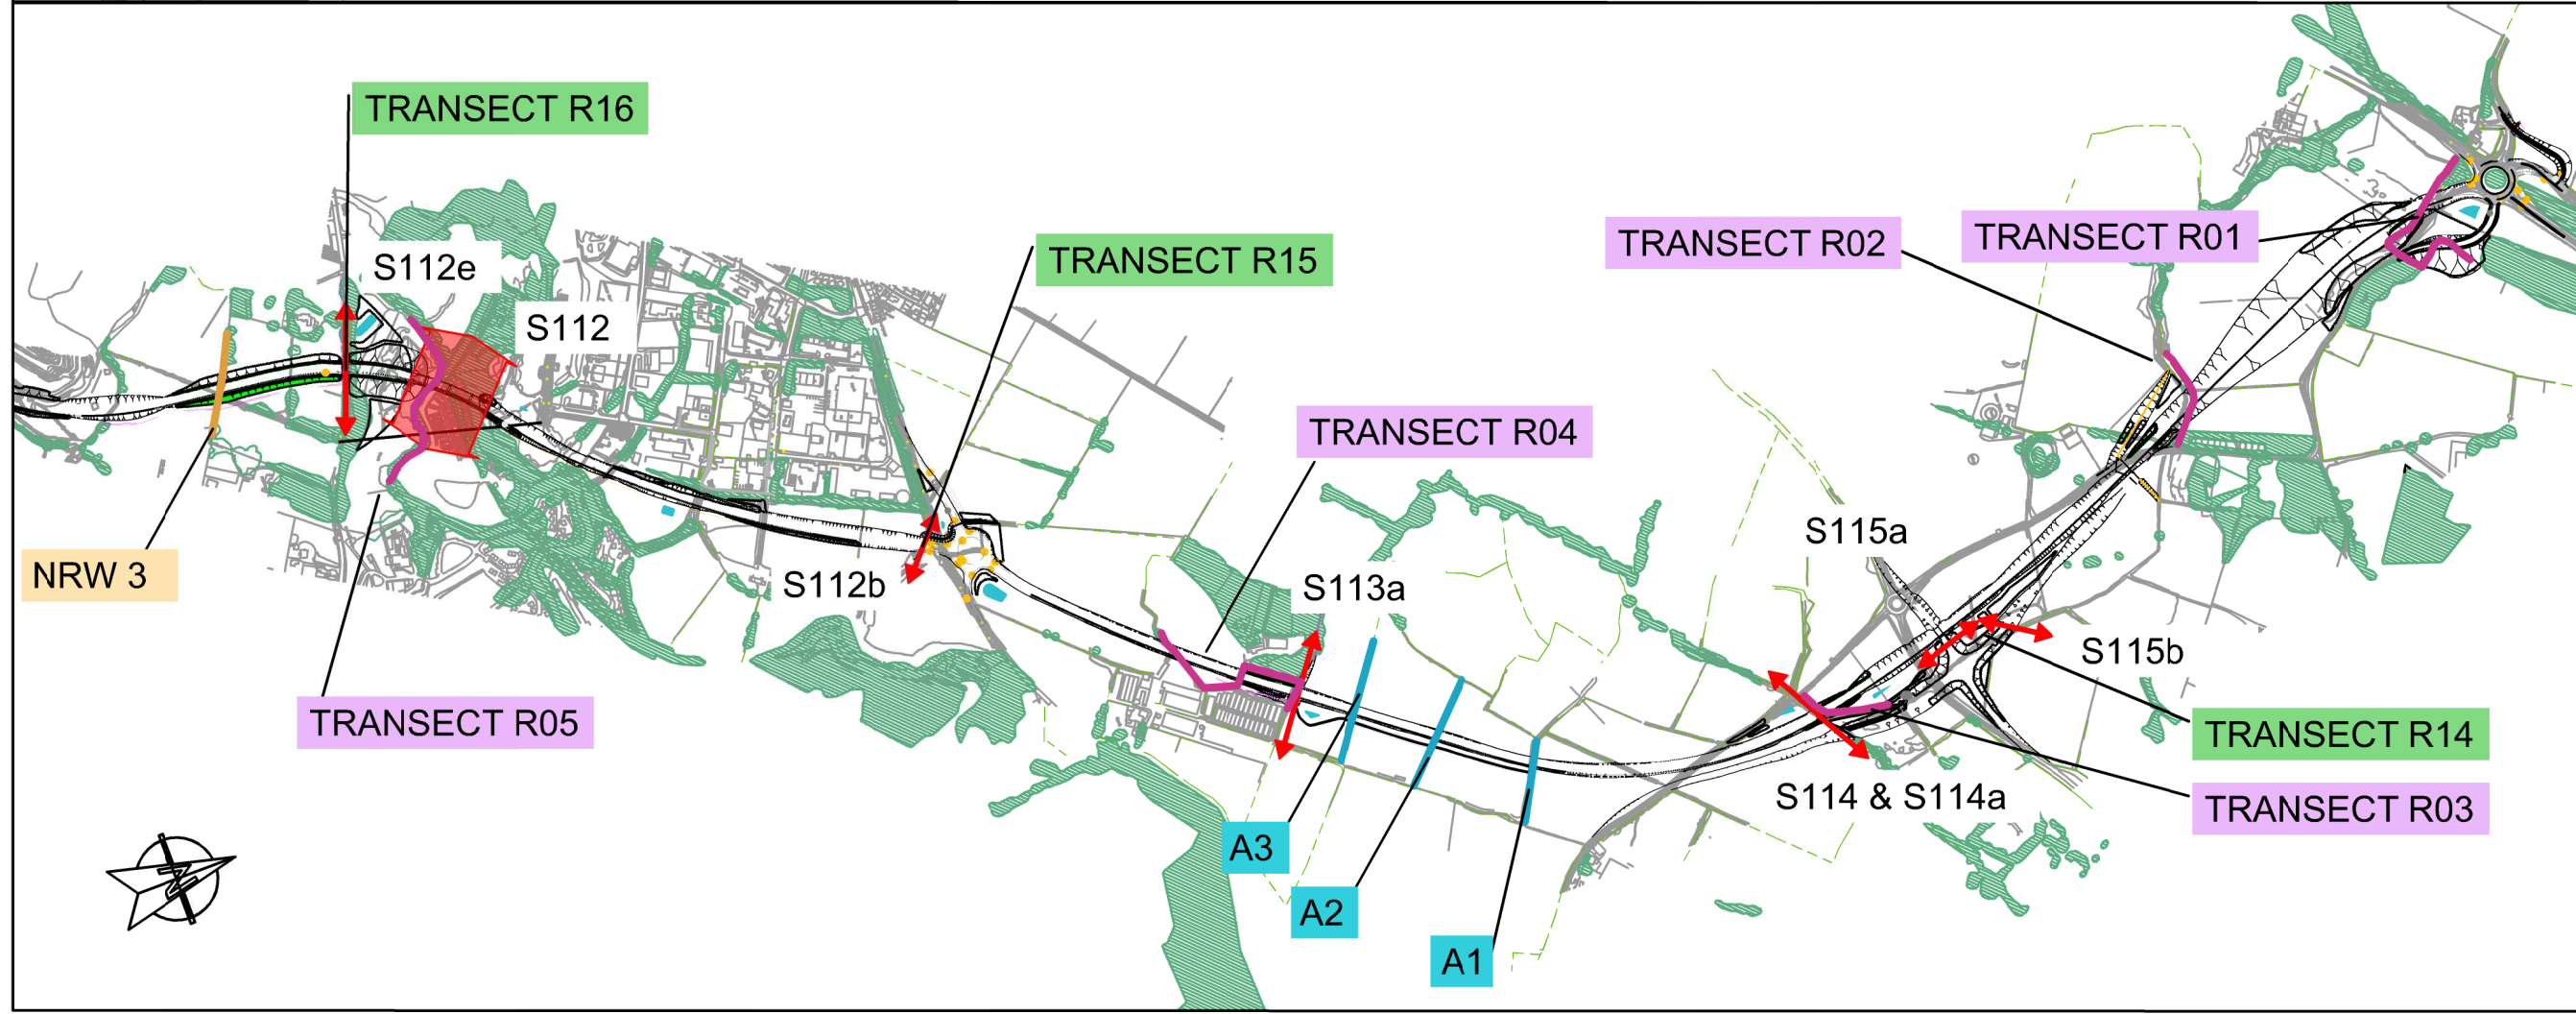 TRANSECT R16
TRANSECT R01
TRANSECT R02
TRANSECT R15
S112e
S112
TRANSECT R04
S115a
NRW 3
S112b
S113a
S115b
TRANSECT R05
TRANSECT R14
S114 & S114a
TRANSECT R03
A3
A2
A1